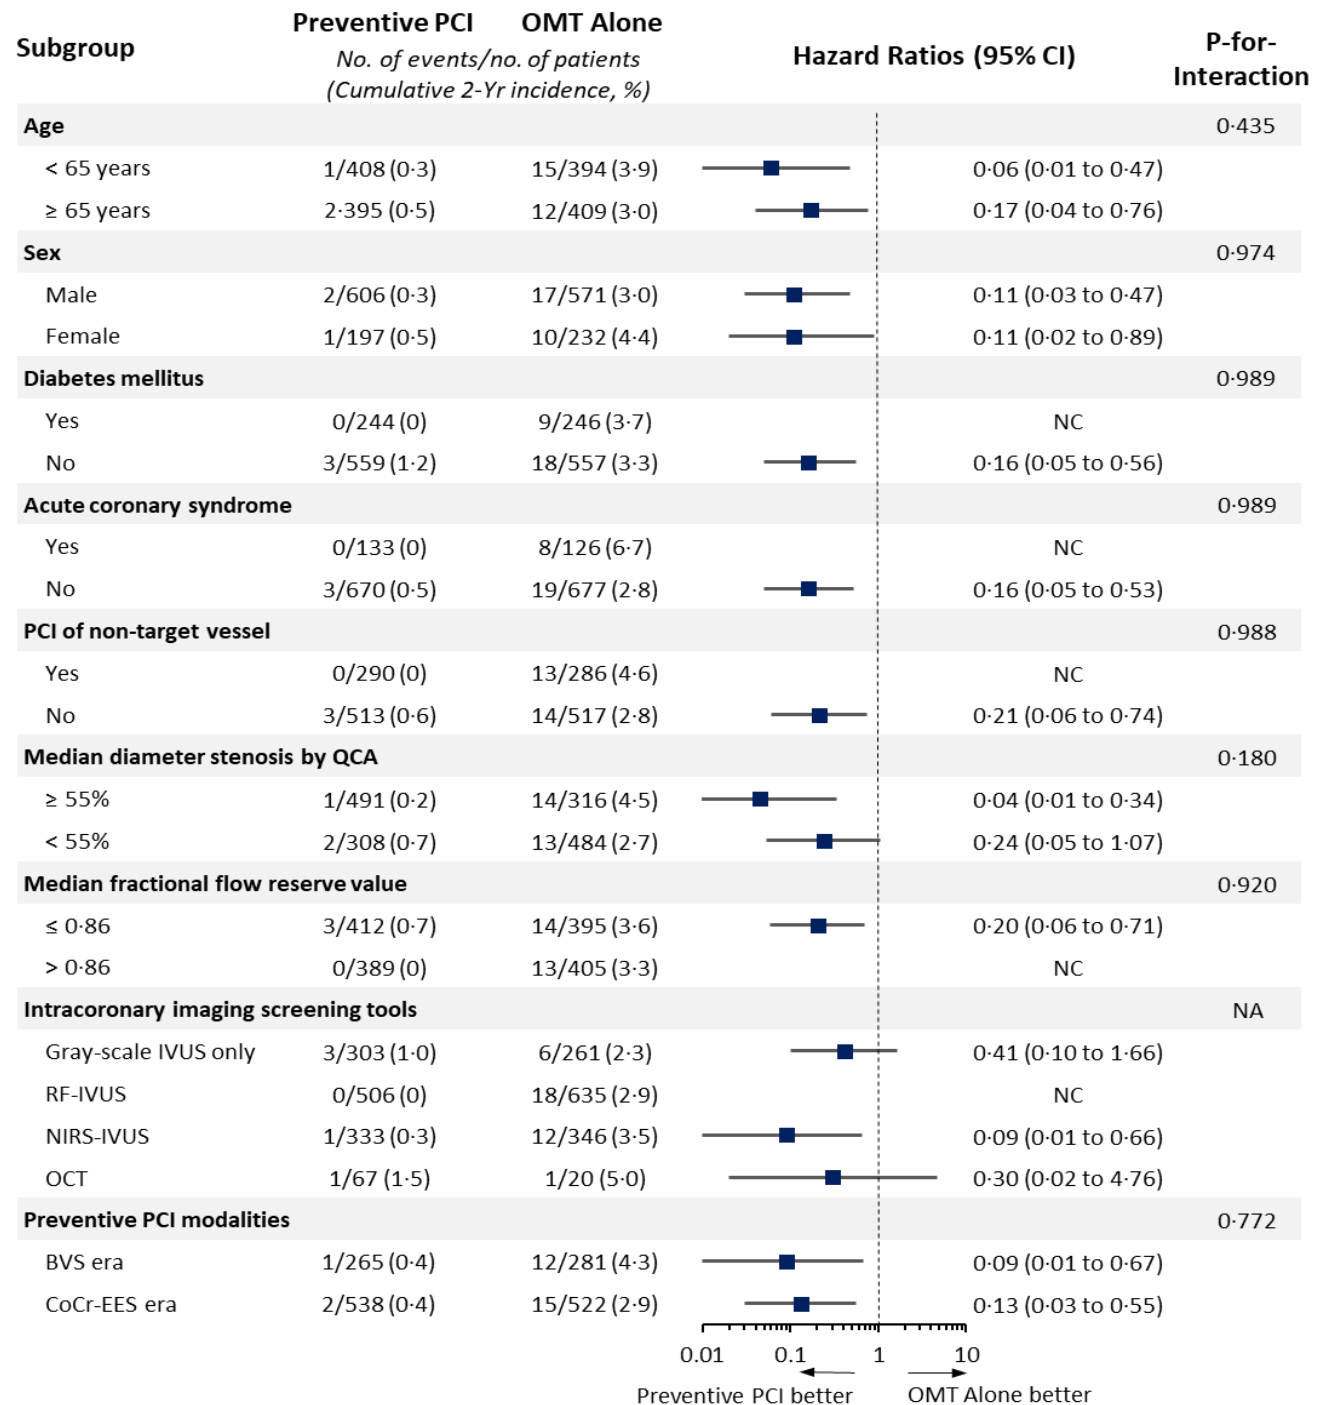 Subgroup Preventive PCI OMT Alone Hazard Ratios (95% CI) P-for-Interaction
No. of events/no. of patients
(Cumulative 2-Yr incidence, %)
Age 0·435
< 65 years 1/408 (0·3) 15/394 (3·9) 0·06 (0·01 to 0·47)
≥ 65 years 2·395 (0·5) 12/409 (3·0) 0·17 (0·04 to 0·76)
Sex 0·974
Male 2/606 (0·3) 17/571 (3·0) 0·11 (0·03 to 0·47)
Female 1/197 (0·5) 10/232 (4·4) 0·11 (0·02 to 0·89)
Diabetes mellitus 0·989
Yes 0/244 (0) 9/246 (3·7) NC
No 3/559 (1·2) 18/557 (3·3) 0·16 (0·05 to 0·56)
Acute coronary syndrome 0·989
Yes 0/133 (0) 8/126 (6·7) NC
No 3/670 (0·5) 19/677 (2·8) 0·16 (0·05 to 0·53)
PCI of non-target vessel 0·988
Yes 0/290 (0) 13/286 (4·6) NC
No 3/513 (0·6) 14/517 (2·8) 0·21 (0·06 to 0·74)
Median diameter stenosis by QCA 0·180
≥ 55% 1/491 (0·2) 14/316 (4·5) 0·04 (0·01 to 0·34)
< 55% 2/308 (0·7) 13/484 (2·7) 0·24 (0·05 to 1·07)
Median fractional flow reserve value 0·920
≤ 0·86 3/412 (0·7) 14/395 (3·6) 0·20 (0·06 to 0·71)
> 0·86 0/389 (0) 13/405 (3·3) NC
Intracoronary imaging screening tools NA
Gray-scale IVUS only 3/303 (1·0) 6/261 (2·3) 0·41 (0·10 to 1·66)
RF-IVUS 0/506 (0) 18/635 (2·9) NC
NIRS-IVUS 1/333 (0·3) 12/346 (3·5) 0·09 (0·01 to 0·66)
OCT 1/67 (1·5) 1/20 (5·0) 0·30 (0·02 to 4·76)
Preventive PCI modalities 0·772
BVS era 1/265 (0·4) 12/281 (4·3) 0·09 (0·01 to 0·67)
CoCr-EES era 2/538 (0·4) 15/522 (2·9) 0·13 (0·03 to 0·55)
0.01 0.1 1 10
Preventive PCI better OMT Alone better